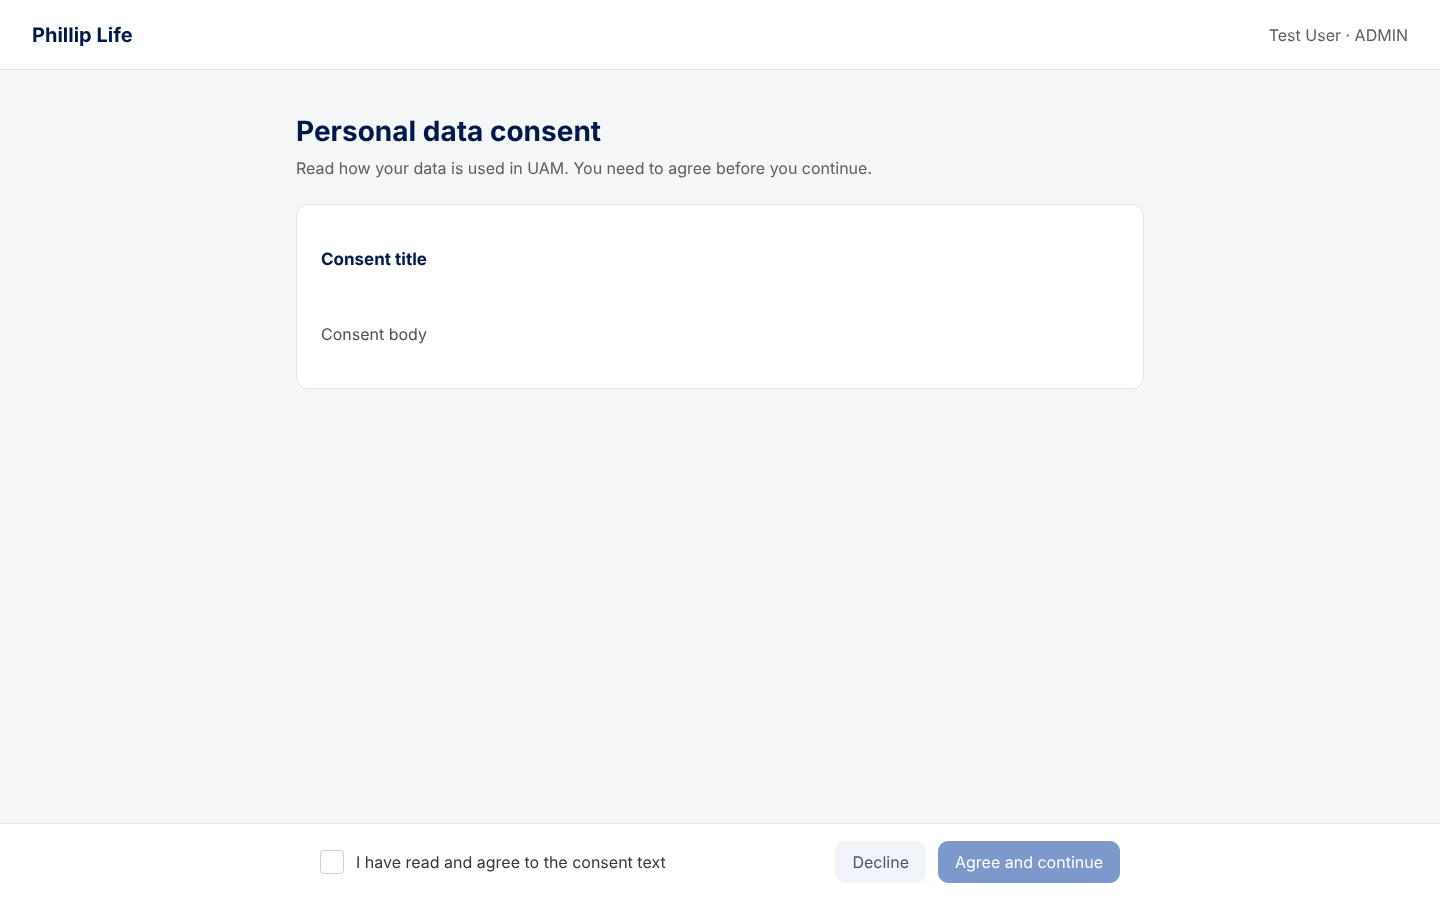 Phillip Life
Test User · ADMIN
Personal data consent
Read how your data is used in UAM. You need to agree before you continue.
Consent title
Consent body
I have read and agree to the consent text
Decline
Agree and continue